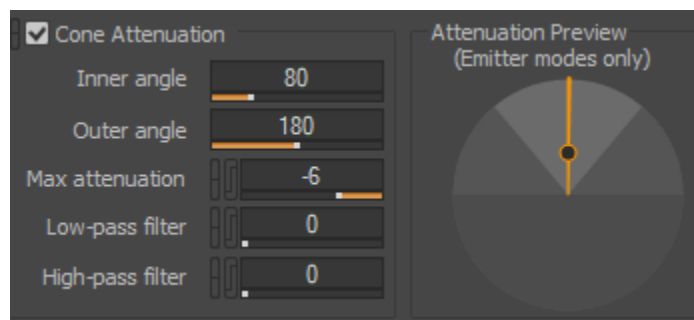 Cone Attenuation
Inner angle 80
Outer angle 180
Max attenuation -6
Low-pass filter 0
High-pass filter 0
Attenuation Preview
(Emitter modes only)